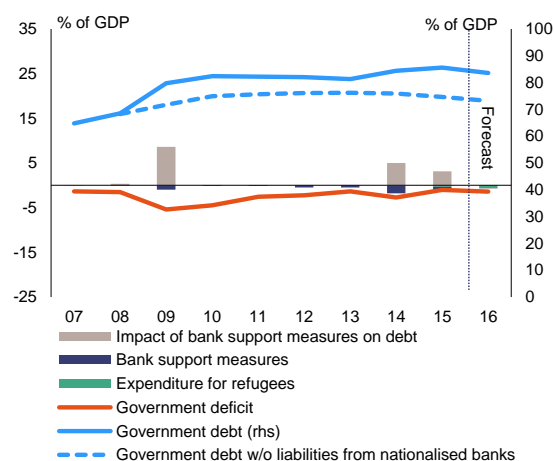 % of GDP % of GDP
35 100
90
25 80
70
15 60
50
5 40
-5 30
20
-15 10
-25 0
Forecast
07 08 09 10 11 12 13 14 15 16
Impact of bank support measures on debt
Bank support measures
Expenditure for refugees
Government deficit
Government debt (rhs)
Government debt w/o liabilities from nationalised banks